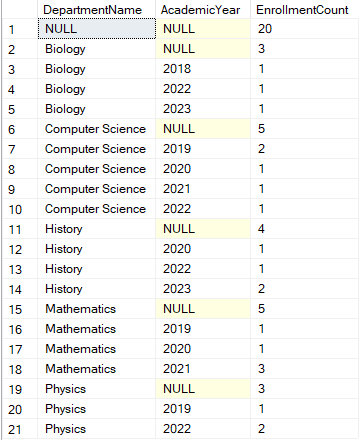 DepartmentName AcademicYear EnrollmentCount
1 NULL NULL 20
2 Biology NULL 3
3 Biology 2018 1
4 Biology 2022 1
5 Biology 2023 1
6 Computer Science NULL 5
7 Computer Science 2019 2
8 Computer Science 2020 1
9 Computer Science 2021 1
10 Computer Science 2022 1
11 History NULL 4
12 History 2020 1
13 History 2022 1
14 History 2023 2
15 Mathematics NULL 5
16 Mathematics 2019 1
17 Mathematics 2020 1
18 Mathematics 2021 3
19 Physics NULL 3
20 Physics 2019 1
21 Physics 2022 2